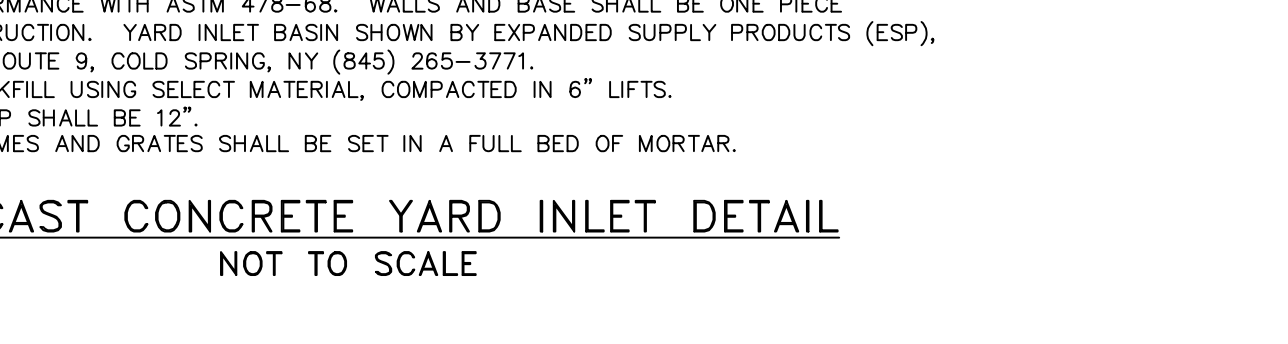 RMANCE WITH ASTM 478-68. WALLS AND BASE SHALL BE ONE PIECE
RUCTION. YARD INLET BASIN SHOWN BY EXPANDED SUPPLY PRODUCTS (ESP),
OUTE 9, COLD SPRING, NY (845) 265-3771.
KFILL USING SELECT MATERIAL, COMPACTED IN 6" LIFTS.
P SHALL BE 12".
MES AND GRATES SHALL BE SET IN A FULL BED OF MORTAR.
CAST CONCRETE YARD INLET DETAIL
NOT TO SCALE